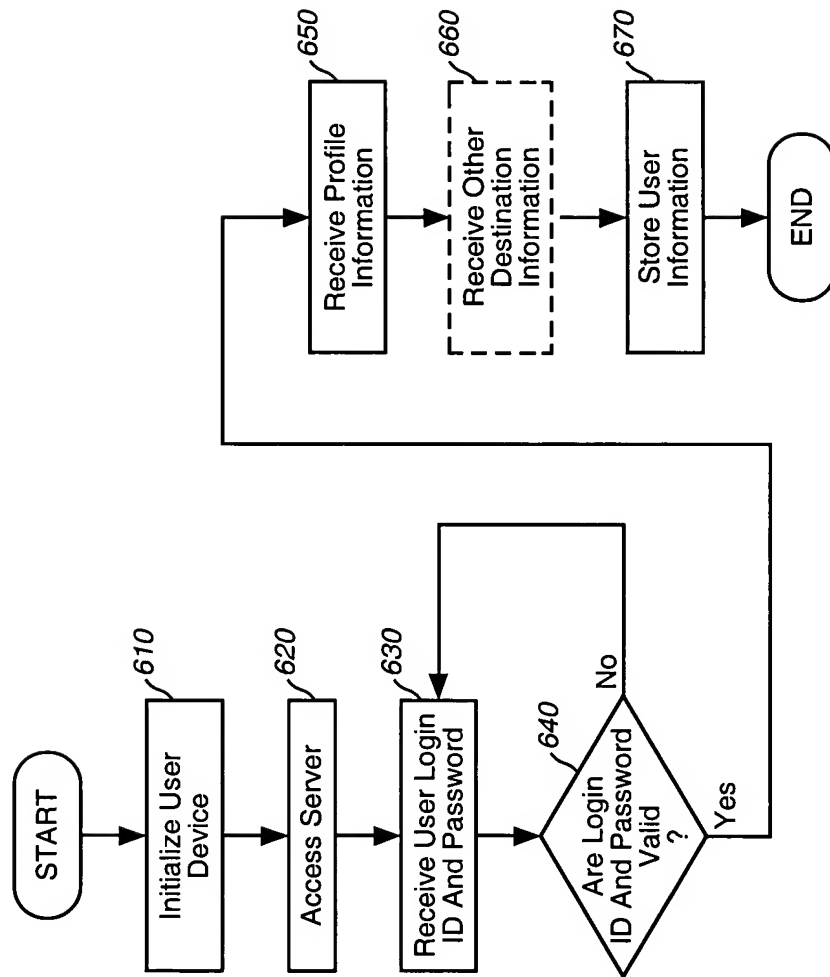 START
610
Initialize User
Device
620
Access Server
630
Receive User Login
ID And Password
640
Are Login
ID And Password
Valid
?
No
Yes
650
Receive Profile
Information
660
Receive Other
Destination
Information
670
Store User
Information
END